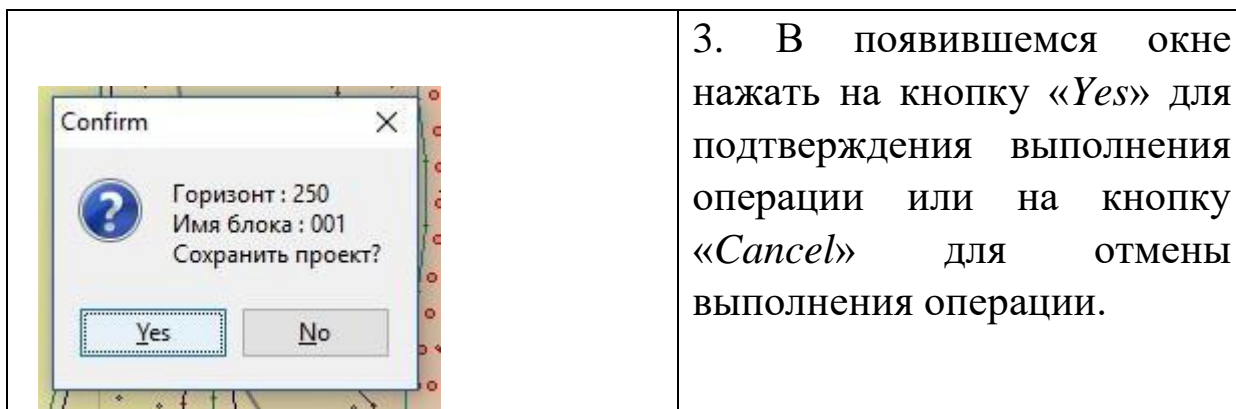 Confirm
Горизонт : 250
Имя блока : 001
Сохранить проект?
Yes
No
3. В появившемся окне
нажать на кнопку «Yes» для
подтверждения выполнения
операции или на кнопку
«Cancel» для отмены
выполнения операции.